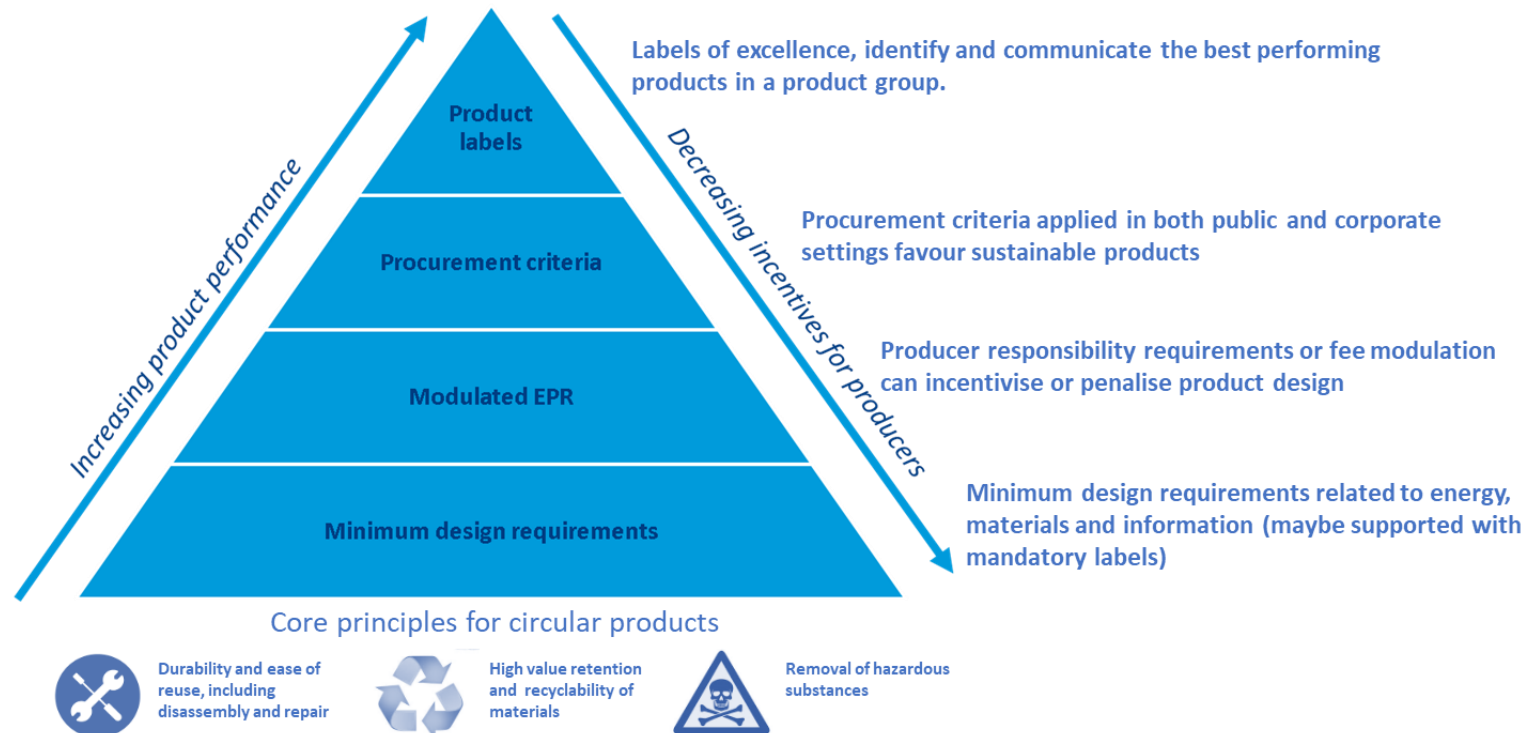 Labels of excellence, identify and communicate the best performing
products in a product group.
Product
labels
Increasing product performance
Decreasing incentives for producers
Procurement criteria applied in both public and corporate
settings favour sustainable products
Procurement criteria
Producer responsibility requirements or fee modulation
can incentivise or penalise product design
Modulated EPR
Minimum design requirements related to energy,
materials and information (maybe supported with
mandatory labels)
Minimum design requirements
Core principles for circular products
Durability and ease of
reuse, including
disassembly and repair
High value retention
and recyclability of
materials
Removal of hazardous
substances